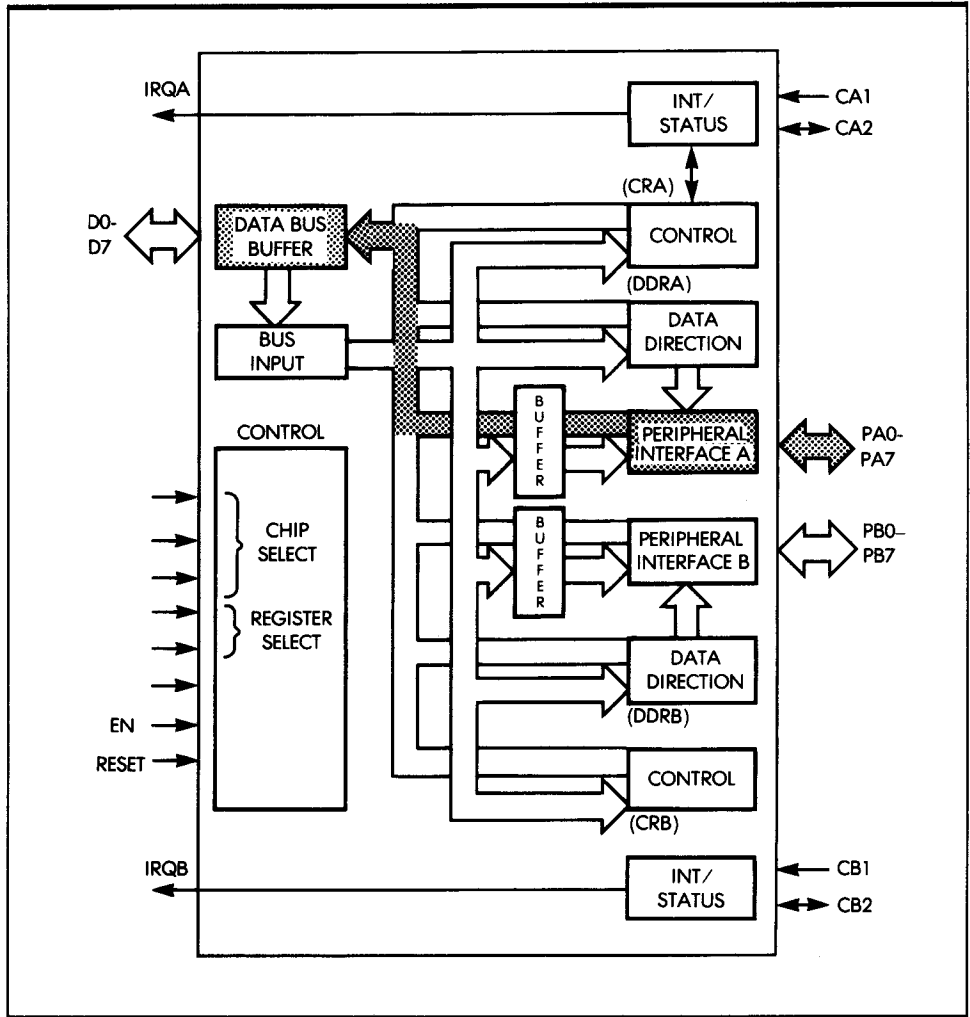 IRQA
INT/
STATUS
CA1
CA2
(CRA)
D0-
D7
DATA BUS
BUFFER
CONTROL
(DDRA)
BUS
INPUT
DATA
DIRECTION
BUFFER
PERIPHERAL
INTERFACE A
PA0-
PA7
CONTROL
CHIP
SELECT
BUFFER
PERIPHERAL
INTERFACE B
PB0–
PB7
REGISTER
SELECT
DATA
DIRECTION
(DDRB)
EN
RESET
CONTROL
(CRB)
IRQB
INT/
STATUS
CB1
CB2